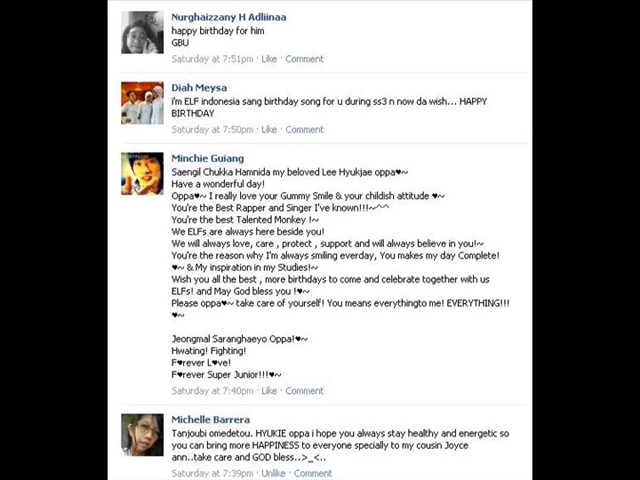 Nurghaizzany H Adliinaa
happy birthday for him
GBU
Saturday at 7:51pm · Like · Comment
Diah Meysa
i'm ELF indonesia sang birthday song for u during ss3 n now da wish... HAPPY
BIRTHDAY
Saturday at 7:50pm · Like · Comment
Minchie Guiang
Saengil Chukka Hamnida my beloved Lee Hyukjae oppa♥~
Have a wonderful day!
Oppa♥~ I really love your Gummy Smile & your childish attitude ♥~
You're the Best Rapper and Singer I've known!!!~^^
You're the best Talented Monkey !~
We ELFs are always here beside you!
We will always love, care , protect , support and will always believe in you!~
You're the reason why I'm always smiling everday, You makes my day Complete!
♥~ & My inspiration in my Studies!~
Wish you all the best , more birthdays to come and celebrate together with us
ELFs! and May God bless you !♥~
Please oppa♥~ take care of yourself! You means everythingto me! EVERYTHING!!!
♥~
Jeongmal Saranghaeyo Oppa!♥~
Hwating! Fighting!
F♥rever L♥ve!
F♥rever Super Junior!!!♥~
Saturday at 7:40pm · Like · Comment
Michelle Barrera
Tanjoubi omedetou. HYUKIE oppa i hope you always stay healthy and energetic so
you can bring more HAPPINESS to everyone specially to my cousin Joyce
ann..take care and GOD bless..>_<..
Saturday at 7:39pm · Unlike · Comment